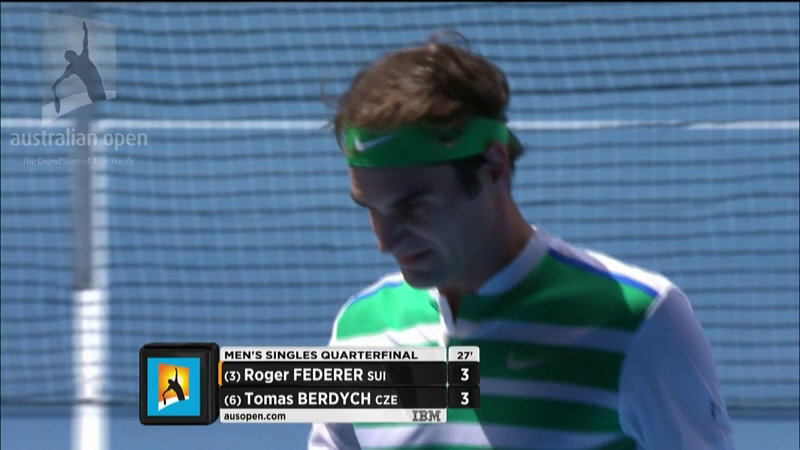 australian open
The Grand Slam of Asia/Pacific
MEN'S SINGLES QUARTERFINAL 27'
(3) Roger FEDERER SUI 3
(6) Tomas BERDYCH CZE 3
ausopen.com IBM